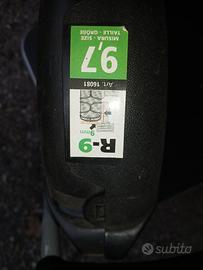 MISURA - SIZE
TAILLE - GRÖßE
9,7
Art. 16081
9mm
R-9
subito